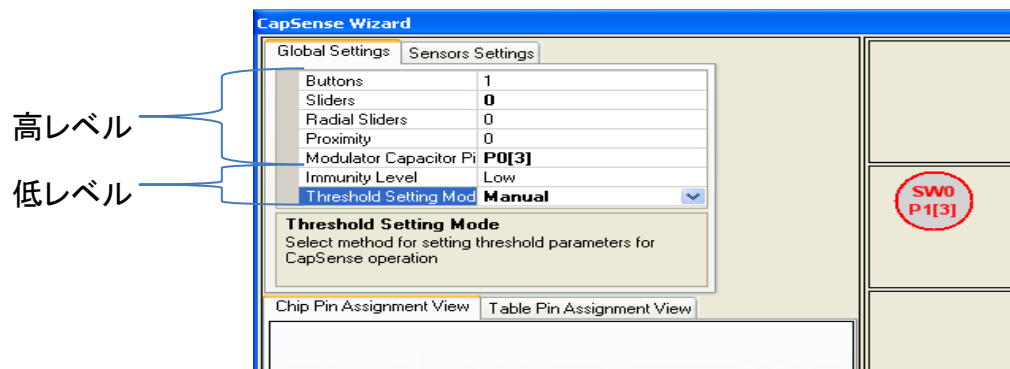 CapSense Wizard
Global Settings Sensors Settings
高レベル
Buttons 1
Sliders 0
Radial Sliders 0
Proximity 0
Modulator Capacitor Pi P0[3]
低レベル
Immunity Level Low
Threshold Setting Mod Manual
Threshold Setting Mode
Select method for setting threshold parameters for
CapSense operation
SW0
P1[3]
Chip Pin Assignment View Table Pin Assignment View